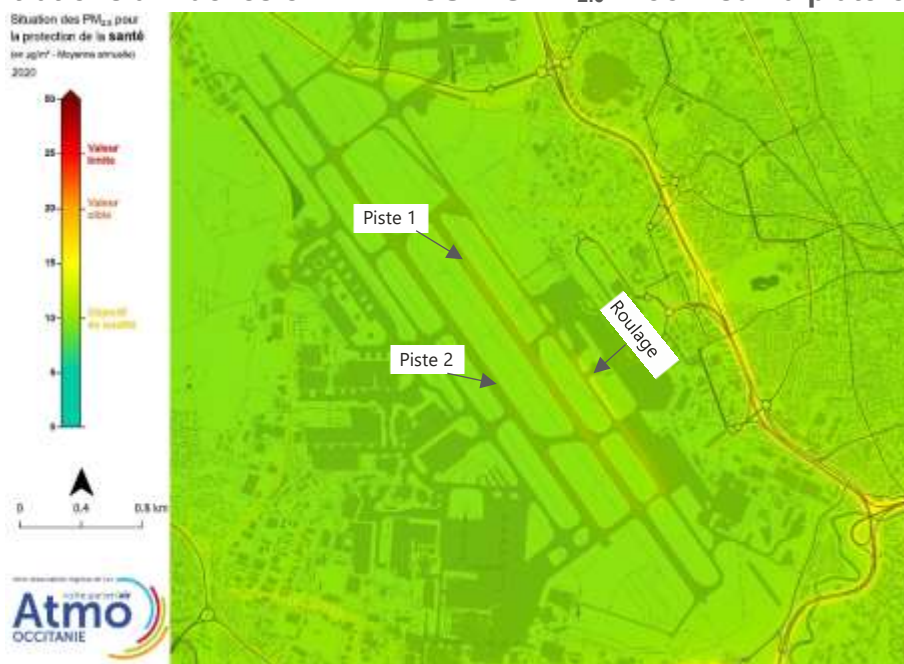 Situation des PM2.5 pour
la protection de la santé
(en µg/m³ - Moyenne annuelle)
2020
Valeur
limite
25
20
Valeur
cible
15
10
Objectif
de qualité
5
0
Piste 1
Piste 2
Roulage
0
0.4
0.8 km
Atmo
OCCITANIE